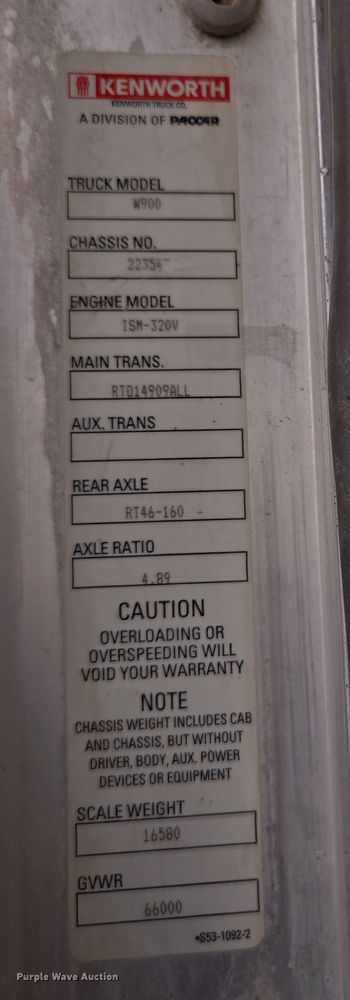 KENWORTH
KENWORTH TRUCK CO.
A DIVISION OF PACCAR
TRUCK MODEL
W900
CHASSIS NO.
ENGINE MODEL
ISM-320V
MAIN TRANS.
RTO14909ALL
AUX. TRANS
REAR AXLE
RT46-160
AXLE RATIO
4.89
CAUTION
OVERLOADING OR
OVERSPEEDING WILL
VOID YOUR WARRANTY
NOTE
CHASSIS WEIGHT INCLUDES CAB
AND CHASSIS, BUT WITHOUT
DRIVER, BODY, AUX. POWER
DEVICES OR EQUIPMENT
SCALE WEIGHT
16580
GVWR
66000
*S53-1092-2
Purple Wave Auction